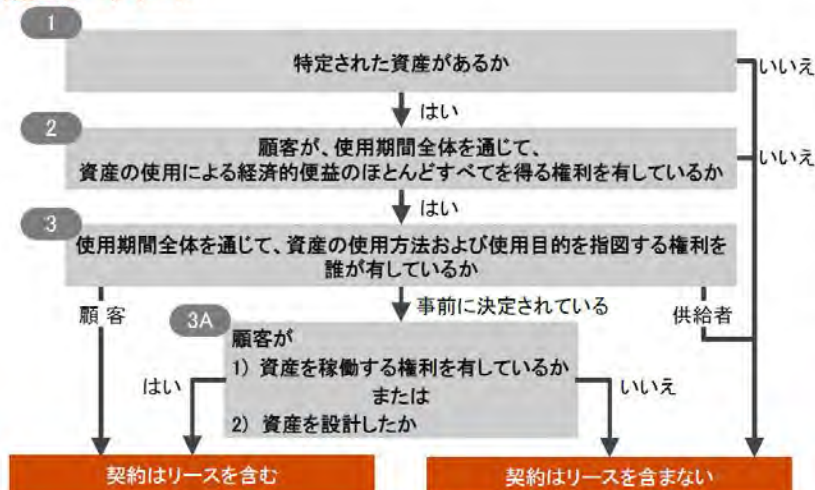 1
特定された資産があるか
いいえ
はい
2
顧客が、使用期間全体を通じて、
資産の使用による経済的便益のほとんどすべてを得る権利を有しているか
いいえ
はい
3
使用期間全体を通じて、資産の使用方法および使用目的を指図する権利を
誰が有しているか
顧客
事前に決定されている
供給者
3A
顧客が
1) 資産を稼働する権利を有しているか
または
2) 資産を設計したか
はい
いいえ
契約はリースを含む
契約はリースを含まない